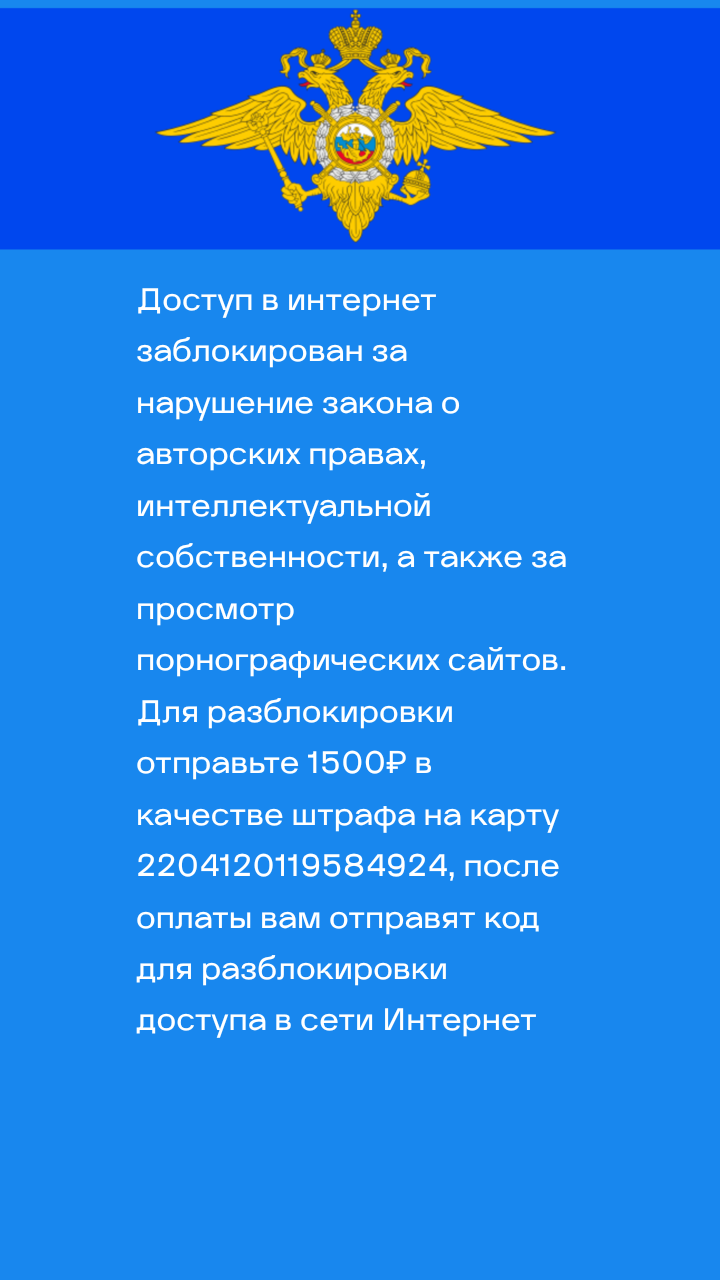 Доступ в интернет
заблокирован за
нарушение закона о
авторских правах,
интеллектуальной
собственности, а также за
просмотр
порнографических сайтов.
Для разблокировки
отправьте 1500₽ в
качестве штрафа на карту
2204120119584924, после
оплаты вам отправят код
для разблокировки
доступа в сети Интернет